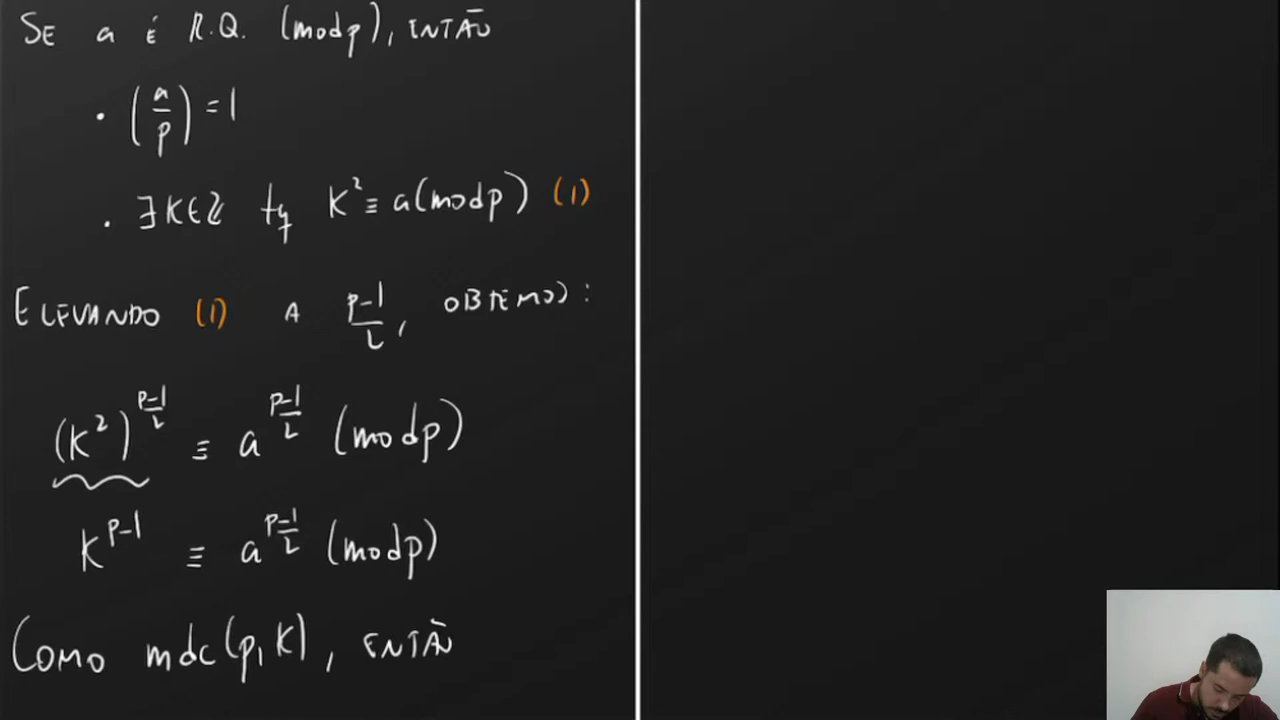 SE a É R.Q. (mod p), ENTÃO
• (a/p) = 1
• ∃ K ∈ ℤ tq K² ≡ a (mod p) (1)
ELEVANDO (1) A (p-1)/2, OBTEMOS:
(K²)^((p-1)/2) ≡ a^((p-1)/2) (mod p)
K^(p-1) ≡ a^((p-1)/2) (mod p)
COMO mdc(p,K), ENTÃO